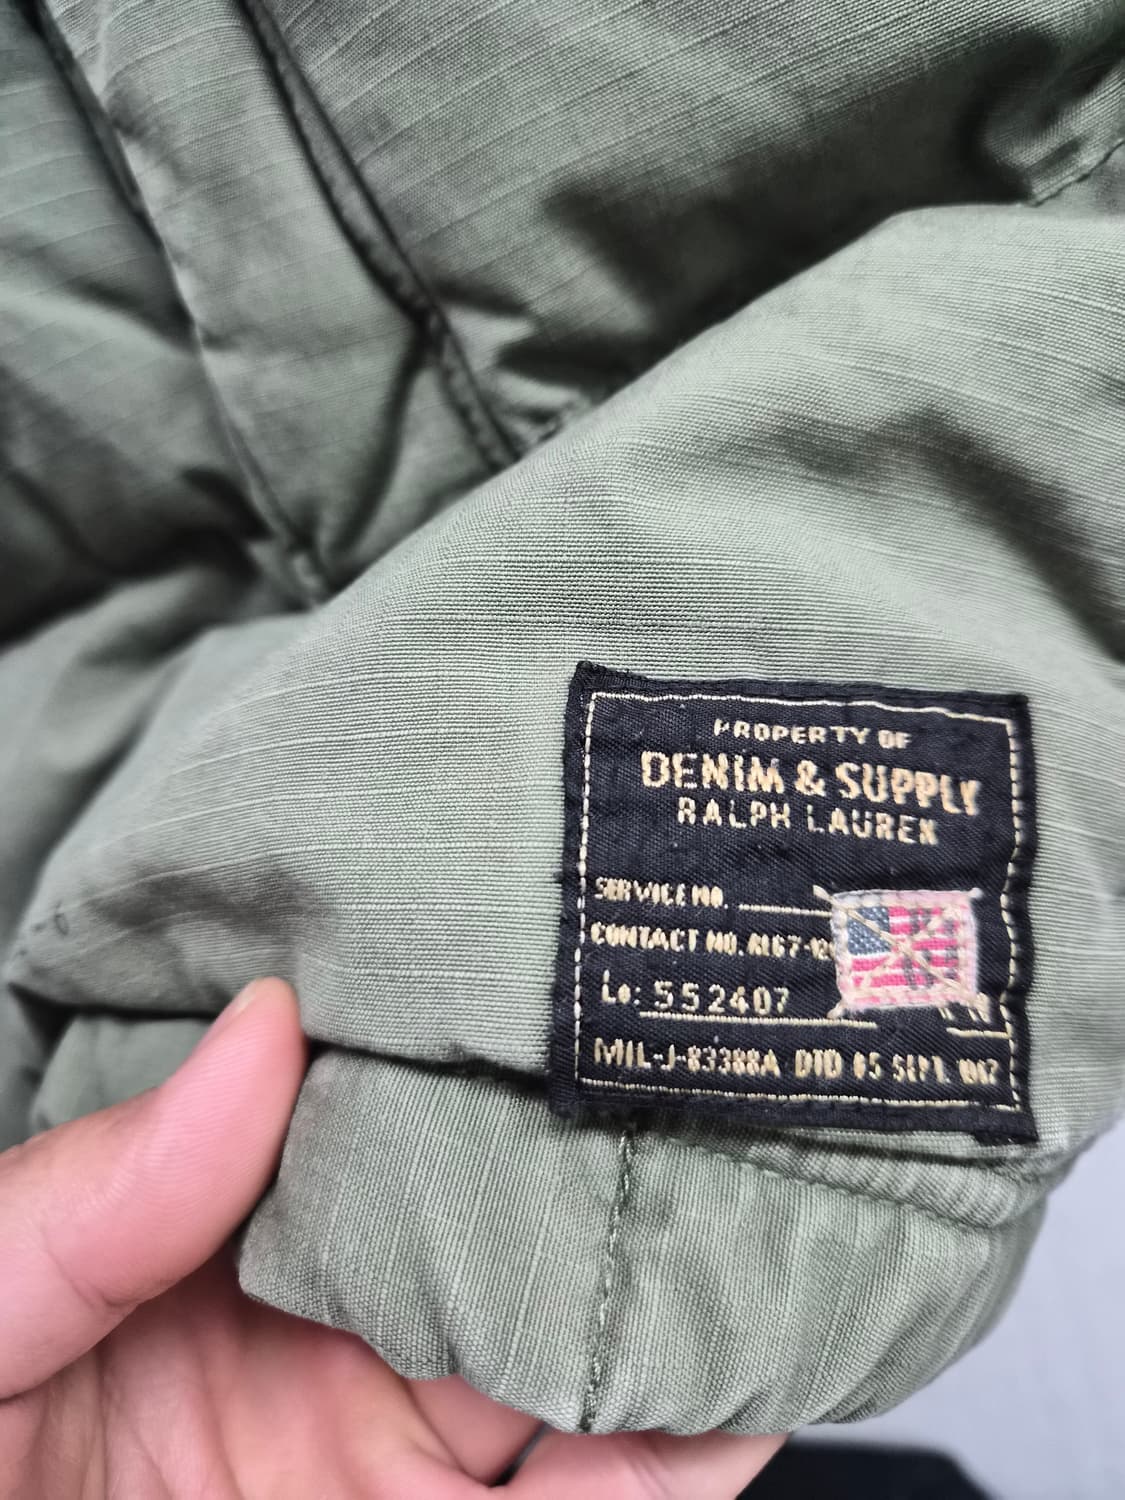 PROPERTY OF
DENIM & SUPPLY
RALPH LAUREN
SERVICE NO.
CONTACT NO.
Lo: 552407
MIL-J-83388A DTD 05 SEPT.